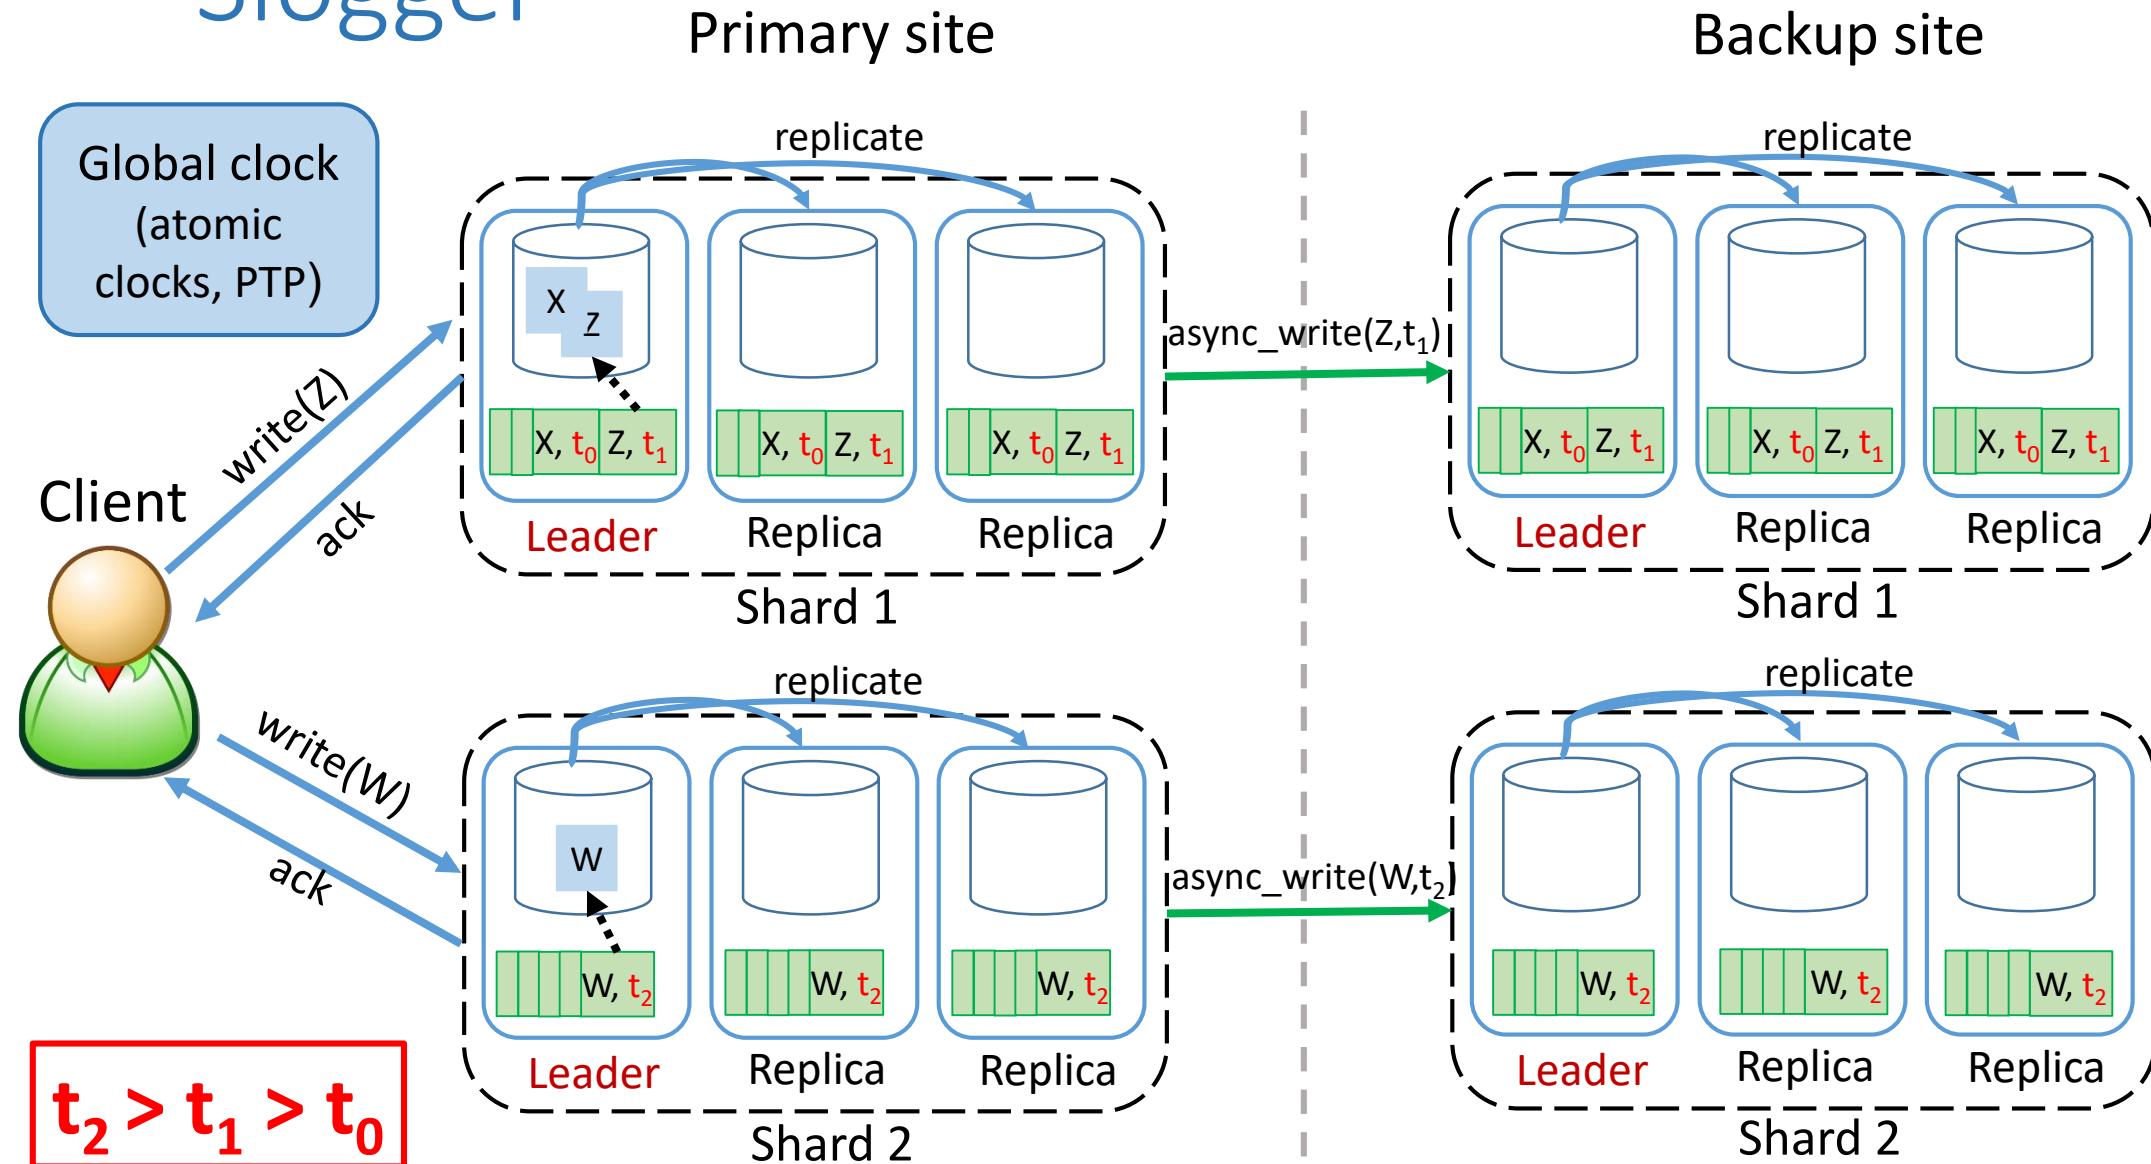 Slogger
Primary site
Backup site
Global clock
(atomic
clocks, PTP)
replicate
replicate
X
Z
async_write(Z,t₁)
write(Z)
ack
X, t₀ Z, t₁
X, t₀ Z, t₁
X, t₀ Z, t₁
X, t₀ Z, t₁
X, t₀ Z, t₁
X, t₀ Z, t₁
Client
Leader
Replica
Replica
Leader
Replica
Replica
Shard 1
Shard 1
replicate
replicate
write(W)
ack
W
async_write(W,t₂)
W, t₂
W, t₂
W, t₂
W, t₂
W, t₂
W, t₂
Leader
Replica
Replica
Leader
Replica
Replica
t₂ > t₁ > t₀
Shard 2
Shard 2